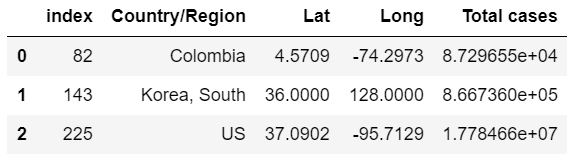 index Country/Region Lat Long Total cases
0 82 Colombia 4.5709 -74.2973 8.729655e+04
1 143 Korea, South 36.0000 128.0000 8.667360e+05
2 225 US 37.0902 -95.7129 1.778466e+07